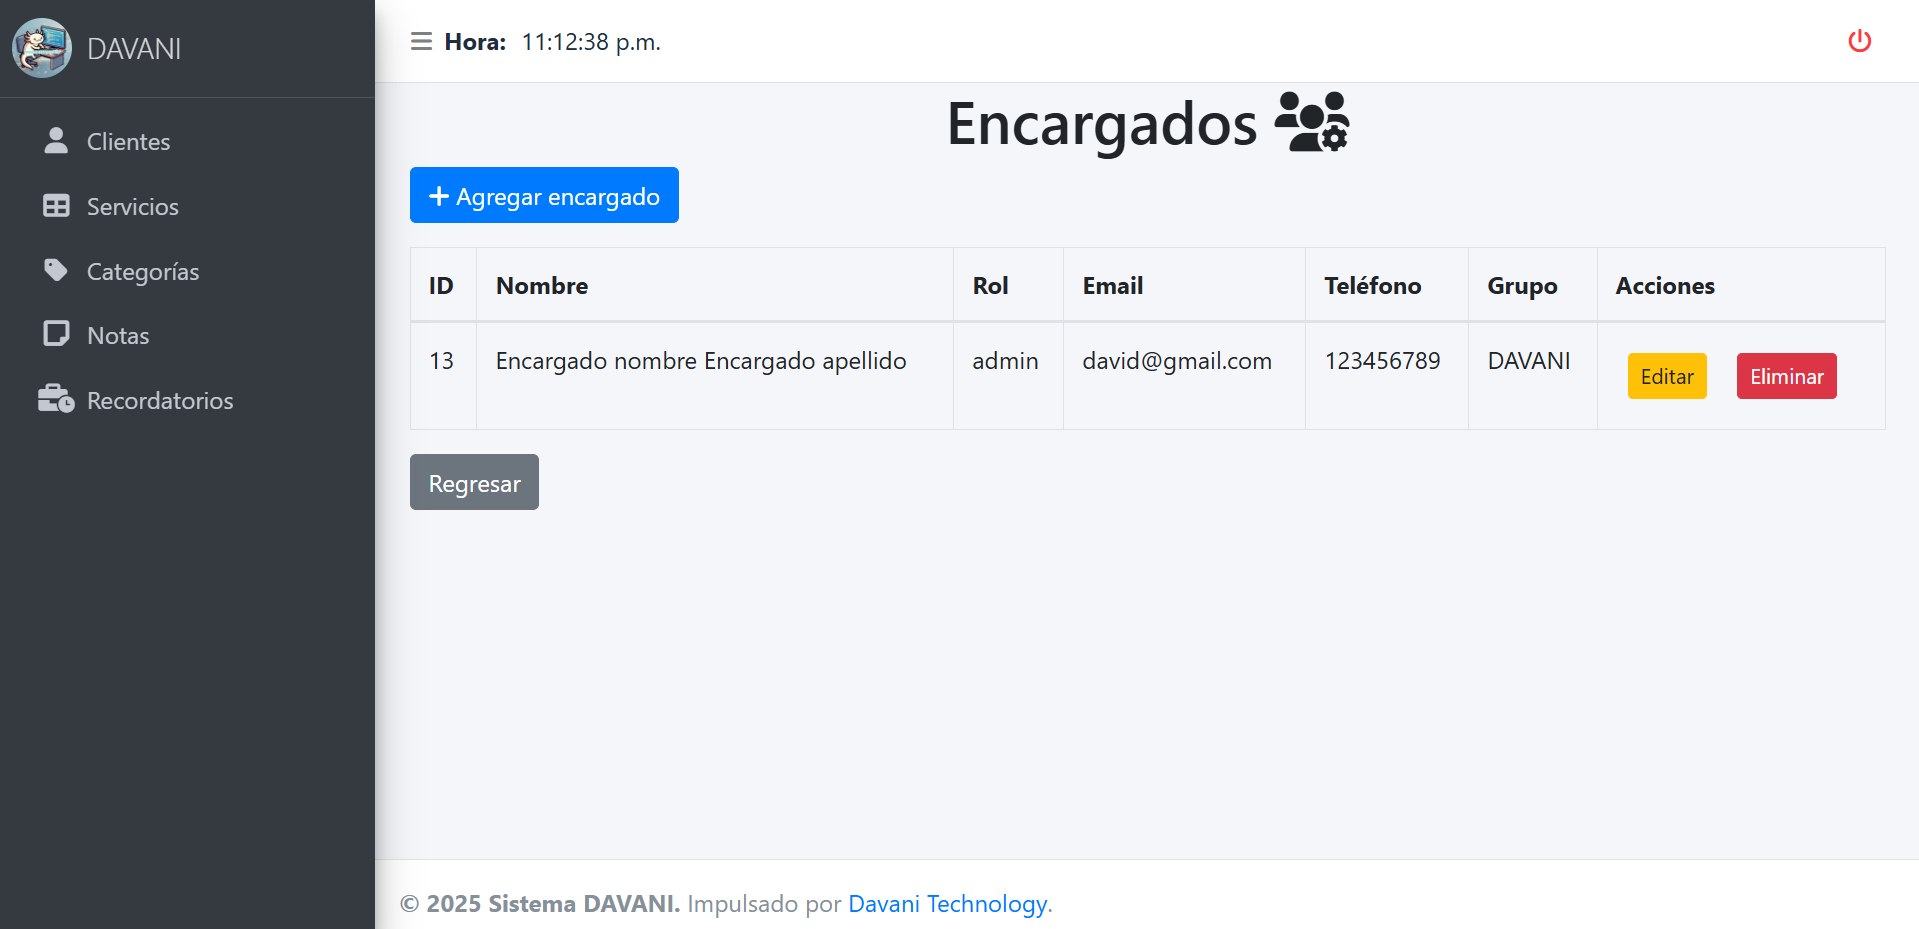 DAVANI
Clientes
Servicios
Categorías
Notas
Recordatorios
Hora: 11:12:38 p.m.
Encargados
Agregar encargado
ID Nombre Rol Email Teléfono Grupo Acciones
13 Encargado nombre Encargado apellido admin david@gmail.com 123456789 DAVANI Editar Eliminar
Regresar
© 2025 Sistema DAVANI. Impulsado por Davani Technology.